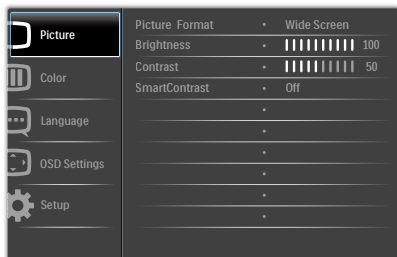 Picture
Color
Language
OSD Settings
Setup
Picture Format • Wide Screen
Brightness • 100
Contrast • 50
SmartContrast • Off
•
•
•
•
•
•